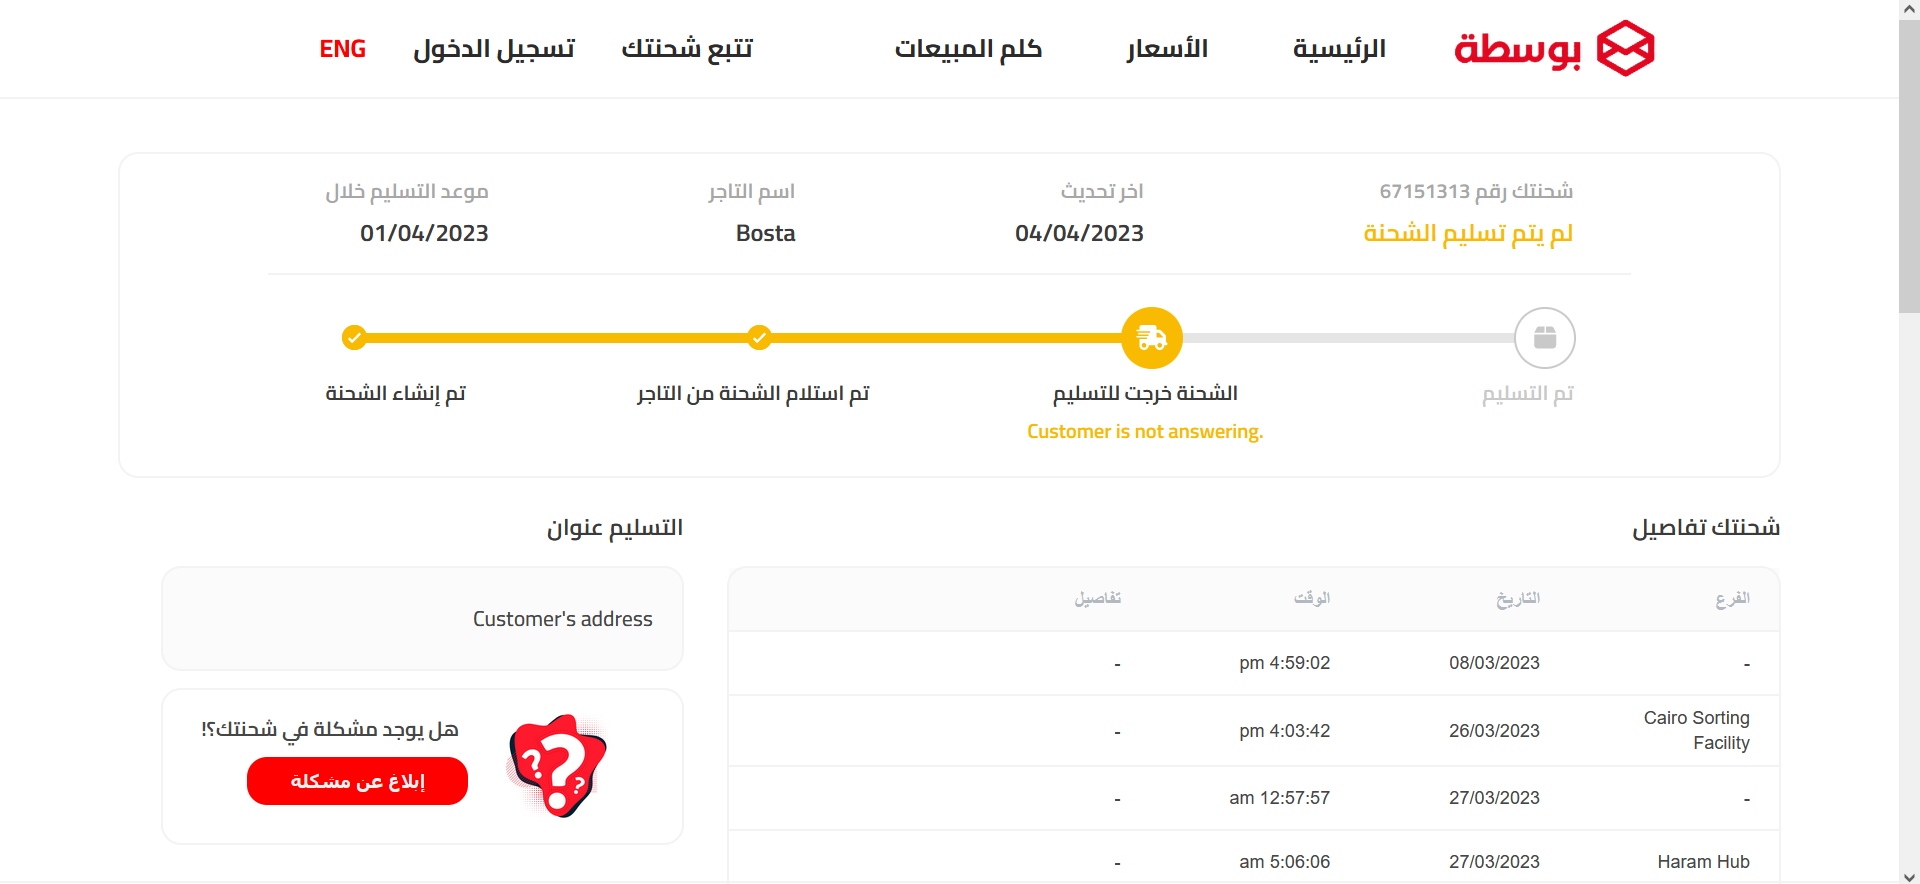 بوسطة
الرئيسية
الأسعار
كلم المبيعات
تتبع شحنتك
تسجيل الدخول
ENG
شحنتك رقم 67151313
لم يتم تسليم الشحنة
اخر تحديث
04/04/2023
اسم التاجر
Bosta
موعد التسليم خلال
01/04/2023
تم إنشاء الشحنة
تم استلام الشحنة من التاجر
الشحنة خرجت للتسليم
Customer is not answering.
تم التسليم
شحنتك تفاصيل
الفرع التاريخ الوقت تفاصيل
- 08/03/2023 pm 4:59:02 -
Cairo Sorting
Facility
26/03/2023 pm 4:03:42 -
- 27/03/2023 am 12:57:57 -
Haram Hub 27/03/2023 am 5:06:06 -
التسليم عنوان
Customer's address
هل يوجد مشكلة في شحنتك؟!
إبلاغ عن مشكلة
???